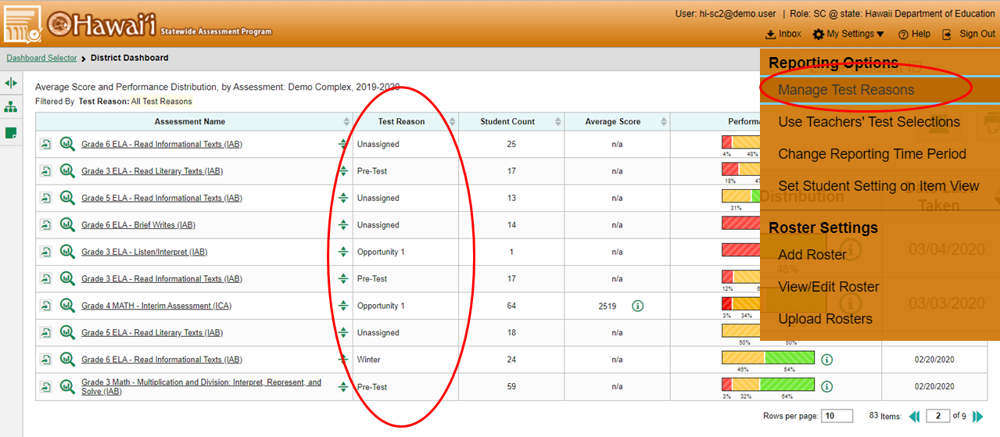 User: hi-sc2@demo.user | Role: SC @ state: Hawaii Department of Education
Hawai'i Statewide Assessment Program
Inbox My Settings Help Sign Out
Dashboard Selector District Dashboard
Average Score and Performance Distribution, by Assessment: Demo Complex, 2019-2020
Filtered By Test Reason: All Test Reasons
Reporting Options
Manage Test Reasons
Use Teachers' Test Selections
Change Reporting Time Period
Set Student Setting on Item View
Roster Settings
Add Roster
View/Edit Roster
Upload Rosters
Student ID
Distribution
Date Last
Taken
03/04/2020
48%
03/03/2020
Assessment Name Test Reason Student Count Average Score Performa
Grade 6 ELA - Read Informational Texts (IAB) Unassigned 25 n/a
4% 48%
Grade 3 ELA - Read Literary Texts (IAB) Pre-Test 17 n/a
18% 47
Grade 5 ELA - Read Informational Texts (IAB) Unassigned 13 n/a
31%
Grade 6 ELA - Brief Writes (IAB) Unassigned 14 n/a
Grade 3 ELA - Listen/Interpret (IAB) Opportunity 1 1 n/a
Grade 3 ELA - Read Informational Texts (IAB) Pre-Test 17 n/a
12% 6
Grade 4 MATH - Interim Assessment (ICA) Opportunity 1 64 2519
3% 34%
Grade 5 ELA - Read Literary Texts (IAB) Unassigned 18 n/a
50% 50%
Grade 6 ELA - Read Informational Texts (IAB) Winter 24 n/a 02/20/2020
46% 54%
Grade 3 Math - Multiplication and Division: Interpret, Represent, and
Solve (IAB) Pre-Test 59 n/a 02/20/2020
3% 32% 64%
Rows per page: 10 83 Items: 2 of 9